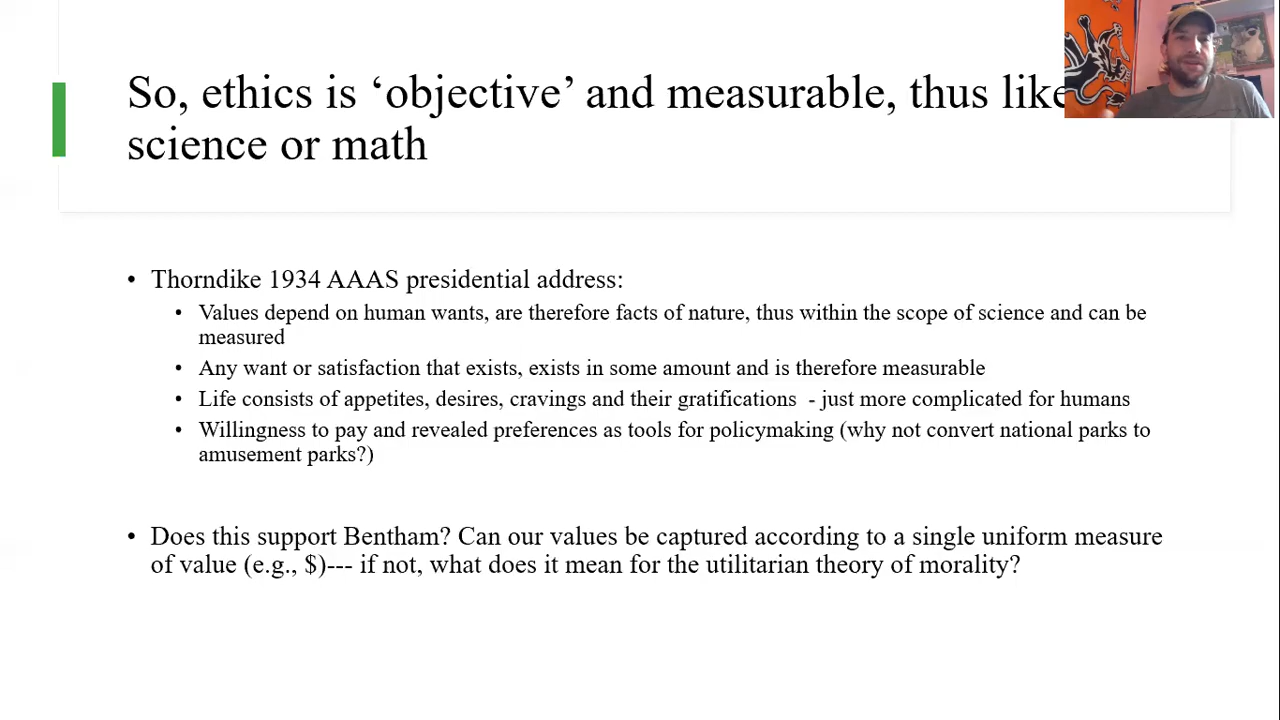 So, ethics is ‘objective’ and measurable, thus like
science or math
• Thorndike 1934 AAAS presidential address:
• Values depend on human wants, are therefore facts of nature, thus within the scope of science and can be
measured
• Any want or satisfaction that exists, exists in some amount and is therefore measurable
• Life consists of appetites, desires, cravings and their gratifications - just more complicated for humans
• Willingness to pay and revealed preferences as tools for policymaking (why not convert national parks to
amusement parks?)
• Does this support Bentham? Can our values be captured according to a single uniform measure
of value (e.g., $)--- if not, what does it mean for the utilitarian theory of morality?